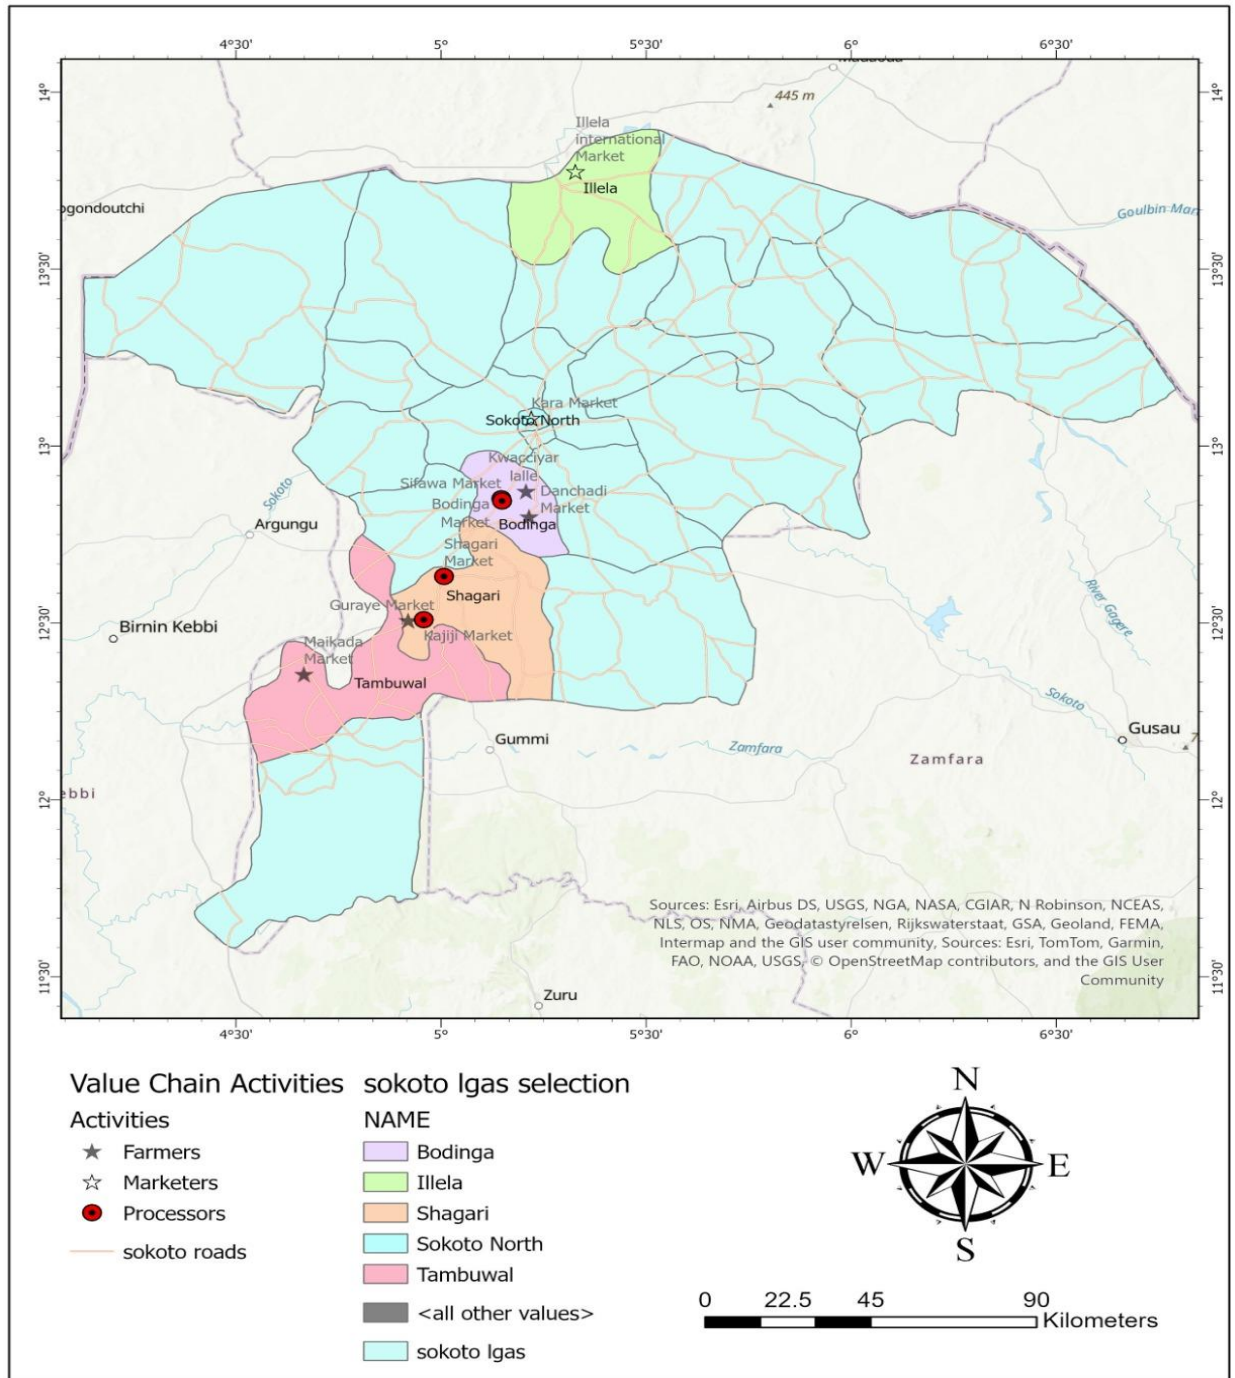 4°30'
5°
5°30'
6°
6°30'
14°
14°
445 m
Illela
international
Market
Illela
ogondoutchi
Goulbin Mar
13°30'
13°30'
Kara Market
Sokoto North
13°
13°
Kwacciyar
lalle
Sifawa Market
Danchadi
Market
Bodinga
Market
Bodinga
Sokoto
Argungu
Shagari
Market
Shagari
River Gagere
Guraye Market
12°30'
12°30'
Birnin Kebbi
Kajiji Market
Maikada
Market
Tambuwal
Sokoto
Gusau
7
Gummi
Zamfara
Zamfara
ebbi
12°
12°
Sources: Esri, Airbus DS, USGS, NGA, NASA, CGIAR, N Robinson, NCEAS,
NLS, OS, NMA, Geodatastyrelsen, Rijkswaterstaat, GSA, Geoland, FEMA,
Intermap and the GIS user community, Sources: Esri, TomTom, Garmin,
FAO, NOAA, USGS, © OpenStreetMap contributors, and the GIS User
Community
11°30'
11°30'
Zuru
4°30'
5°
5°30'
6°
6°30'
Value Chain Activities
Activities
Farmers
Marketers
Processors
sokoto roads
sokoto lgas selection
NAME
Bodinga
Illela
Shagari
Sokoto North
Tambuwal
<all other values>
sokoto lgas
N
W
E
S
0 22.5 45 90
Kilometers